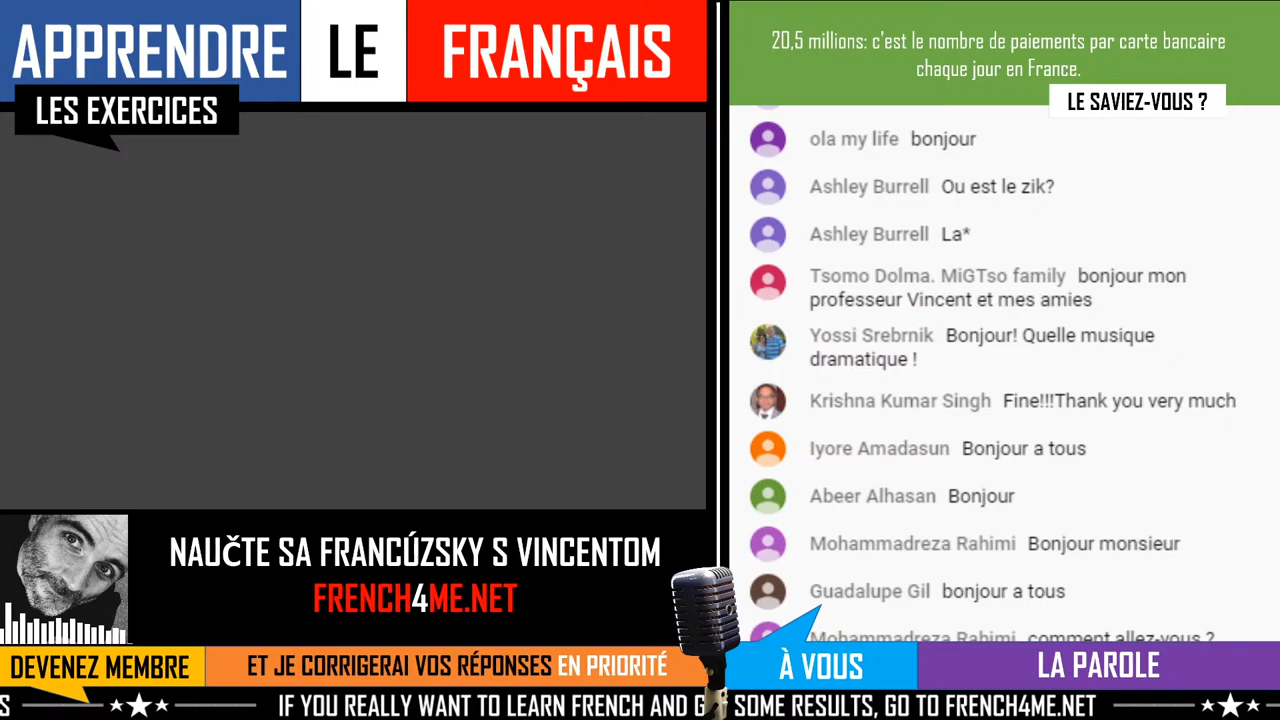 APPRENDRE LE FRANÇAIS
LES EXERCICES
20,5 millions: c'est le nombre de paiements par carte bancaire
chaque jour en France.
LE SAVIEZ-VOUS ?
ola my life bonjour
Ashley Burrell Ou est le zik?
Ashley Burrell La*
Tsomo Dolma. MiGTso family bonjour mon
professeur Vincent et mes amies
Yossi Srebrnik Bonjour! Quelle musique
dramatique !
Krishna Kumar Singh Fine!!!Thank you very much
Iyore Amadasun Bonjour a tous
Abeer Alhasan Bonjour
Mohammadreza Rahimi Bonjour monsieur
Guadalupe Gil bonjour a tous
Mohammadreza Rahimi comment allez-vous ?
NAUČTE SA FRANCÚZSKY S VINCENTOM
FRENCH4ME.NET
DEVENEZ MEMBRE
ET JE CORRIGERAI VOS RÉPONSES EN PRIORITÉ
À VOUS
LA PAROLE
S IF YOU REALLY WANT TO LEARN FRENCH AND G SOME RESULTS, GO TO FRENCH4ME.NET